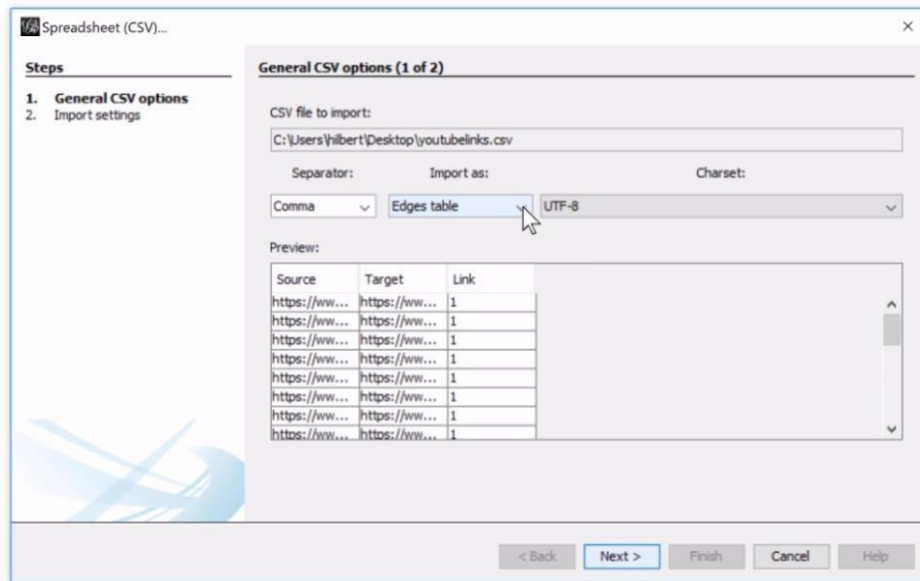 Spreadsheet (CSV)...
Steps
1. General CSV options
2. Import settings
General CSV options (1 of 2)
CSV file to import:
C:\Users\hilbert\Desktop\youtubelinks.csv
Separator: Import as: Charset:
Comma Edges table UTF-8
Preview:
Source Target Link
https://ww... https://ww... 1
https://ww... https://ww... 1
https://ww... https://ww... 1
https://ww... https://ww... 1
https://ww... https://ww... 1
https://ww... https://ww... 1
https://ww... https://ww... 1
https://ww... https://ww... 1
< Back Next > Finish Cancel Help